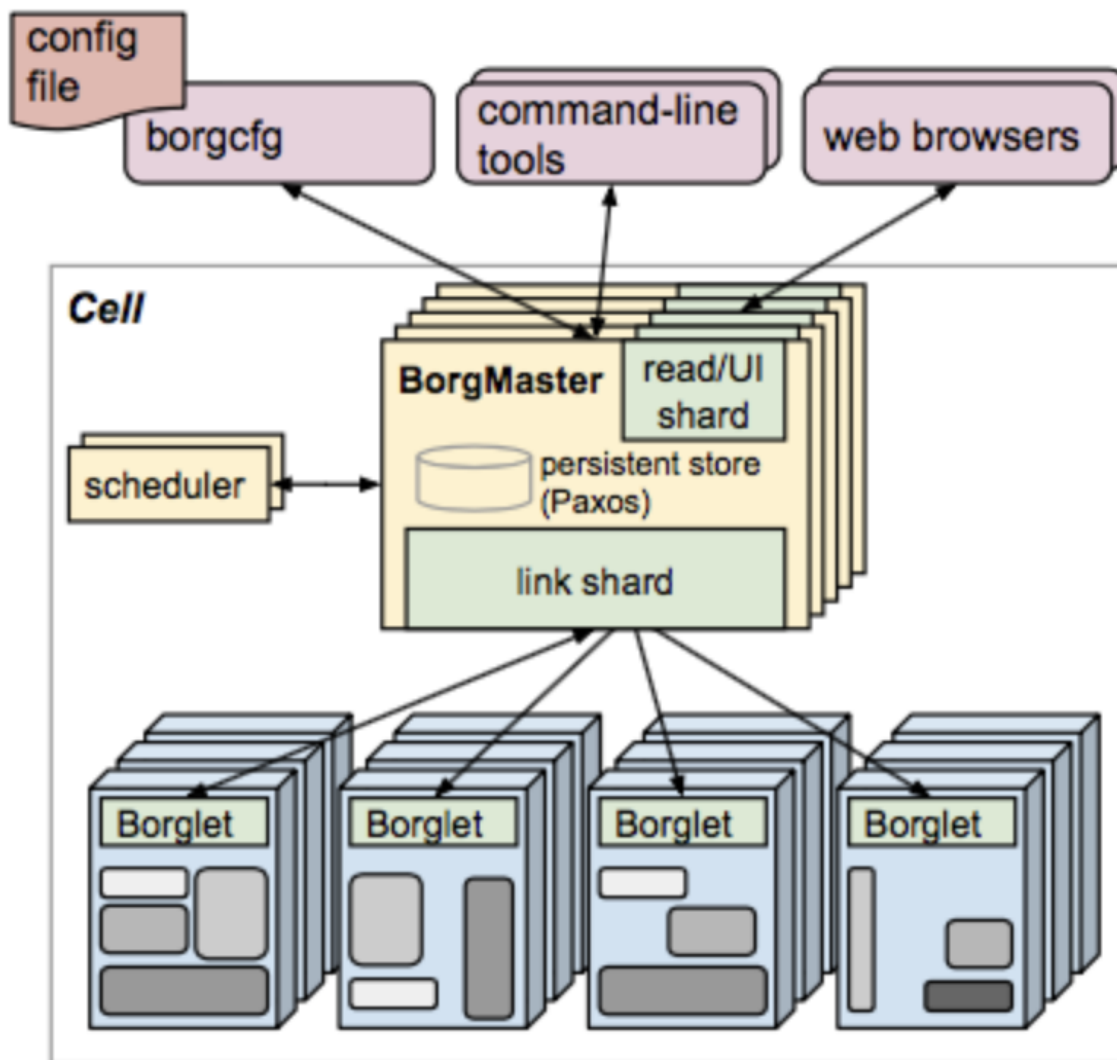 config
file
borgcfg
command-line
tools
web browsers
Cell
BorgMaster
read/UI
shard
persistent store
(Paxos)
scheduler
link shard
Borglet
Borglet
Borglet
Borglet